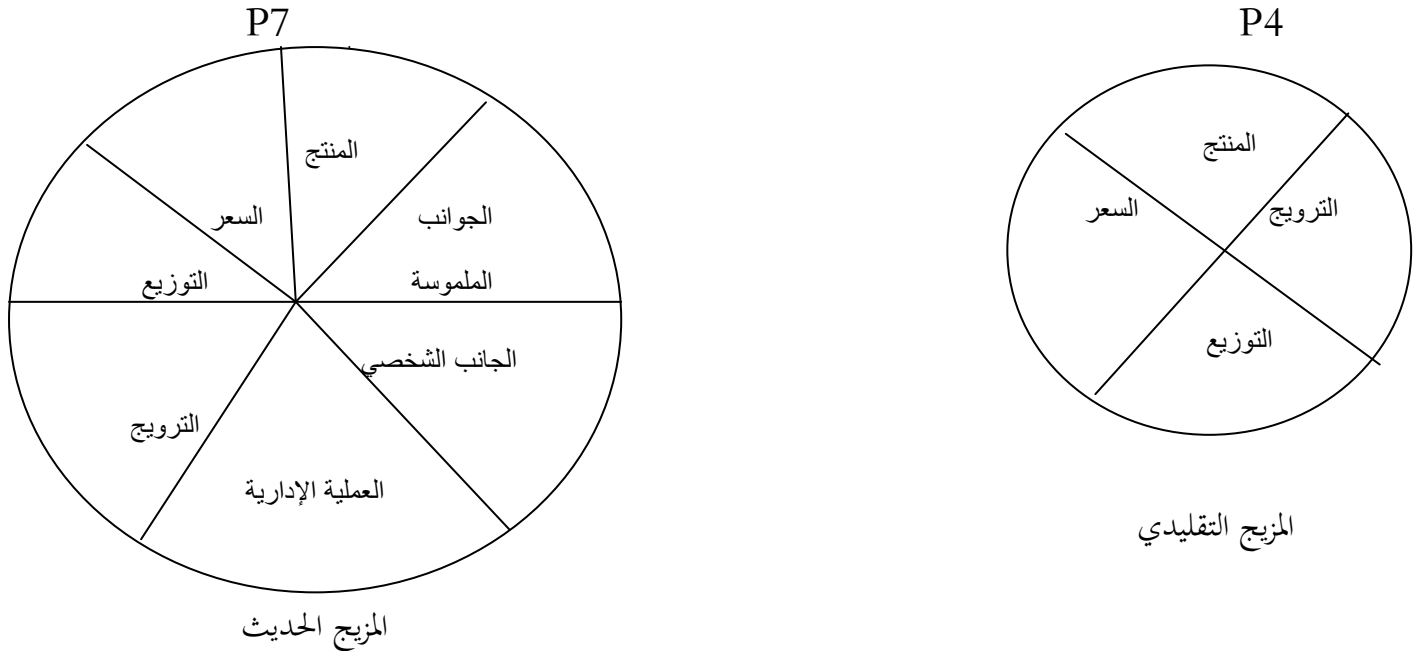 P4
المنتج
الترويج
السعر
التوزيع
المزيج التقليدي
P7
المنتج
السعر
الجوانب
الملموسة
التوزيع
الجانب الشخصي
الترويج
العملية الإدارية
المزيج الحديث